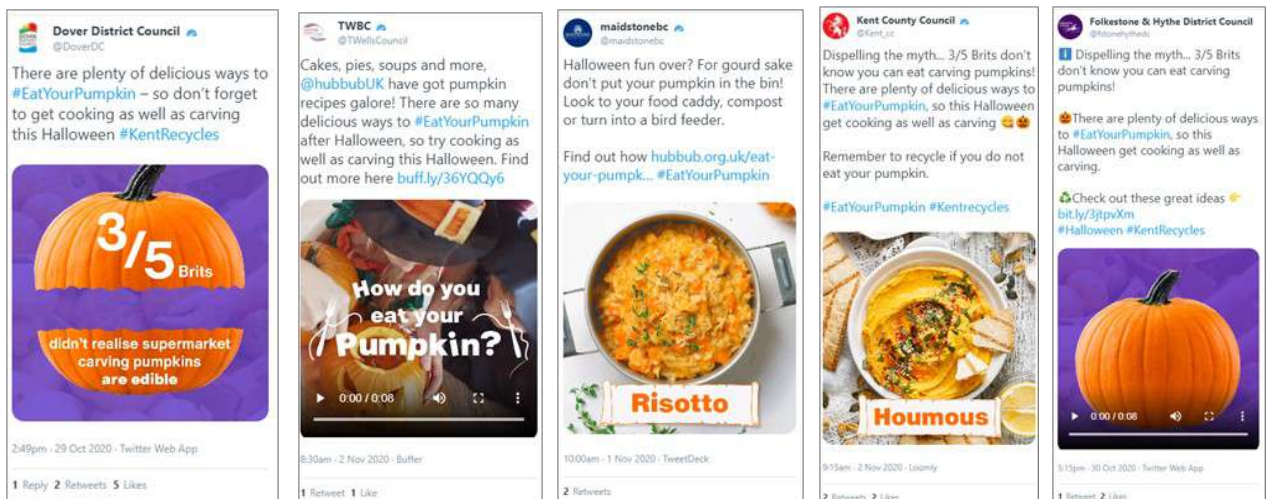 Dover District Council
@DoverDC
There are plenty of delicious ways to
#EatYourPumpkin – so don't forget
to get cooking as well as carving
this Halloween #KentRecycles
3/5 Brits
didn't realise supermarket
carving pumpkins
are edible
2:49pm · 29 Oct 2020 · Twitter Web App
1 Reply 2 Retweets 5 Likes
TWBC
@TWellsCouncil
Cakes, pies, soups and more,
@hubbubUK have got pumpkin
recipes galore! There are so many
delicious ways to #EatYourPumpkin
after Halloween, so try cooking as
well as carving this Halloween. Find
out more here buff.ly/36YQQy6
How do you
eat your
Pumpkin?
0:00 / 0:08
8:30am · 2 Nov 2020 · Buffer
1 Retweet 1 Like
maidstonebc
@maidstonebc
Halloween fun over? For gourd sake
don't put your pumpkin in the bin!
Look to your food caddy, compost
or turn into a bird feeder.
Find out how hubbub.org.uk/eat-
your-pumpk... #EatYourPumpkin
Risotto
10:00am · 1 Nov 2020 · TweetDeck
2 Retweets
Kent County Council
@Kent_cc
Dispelling the myth... 3/5 Brits don't
know you can eat carving pumpkins!
There are plenty of delicious ways to
#EatYourPumpkin, so this Halloween
get cooking as well as carving 😋🎃
Remember to recycle if you do not
eat your pumpkin.
#EatYourPumpkin #Kentrecycles
Houmous
9:15am · 2 Nov 2020 · Loomly
2 Retweets 2 Likes
Folkestone & Hythe District Council
@fstonehythedc
ℹ️ Dispelling the myth... 3/5 Brits
don't know you can eat carving
pumpkins!
🎃There are plenty of delicious ways
to #EatYourPumpkin, so this
Halloween get cooking as well as
carving.
♻️Check out these great ideas 👉
bit.ly/3jtpvXm
#Halloween #KentRecycles
0:00 / 0:08
5:15pm · 30 Oct 2020 · Twitter Web App
1 Retweet 2 Likes